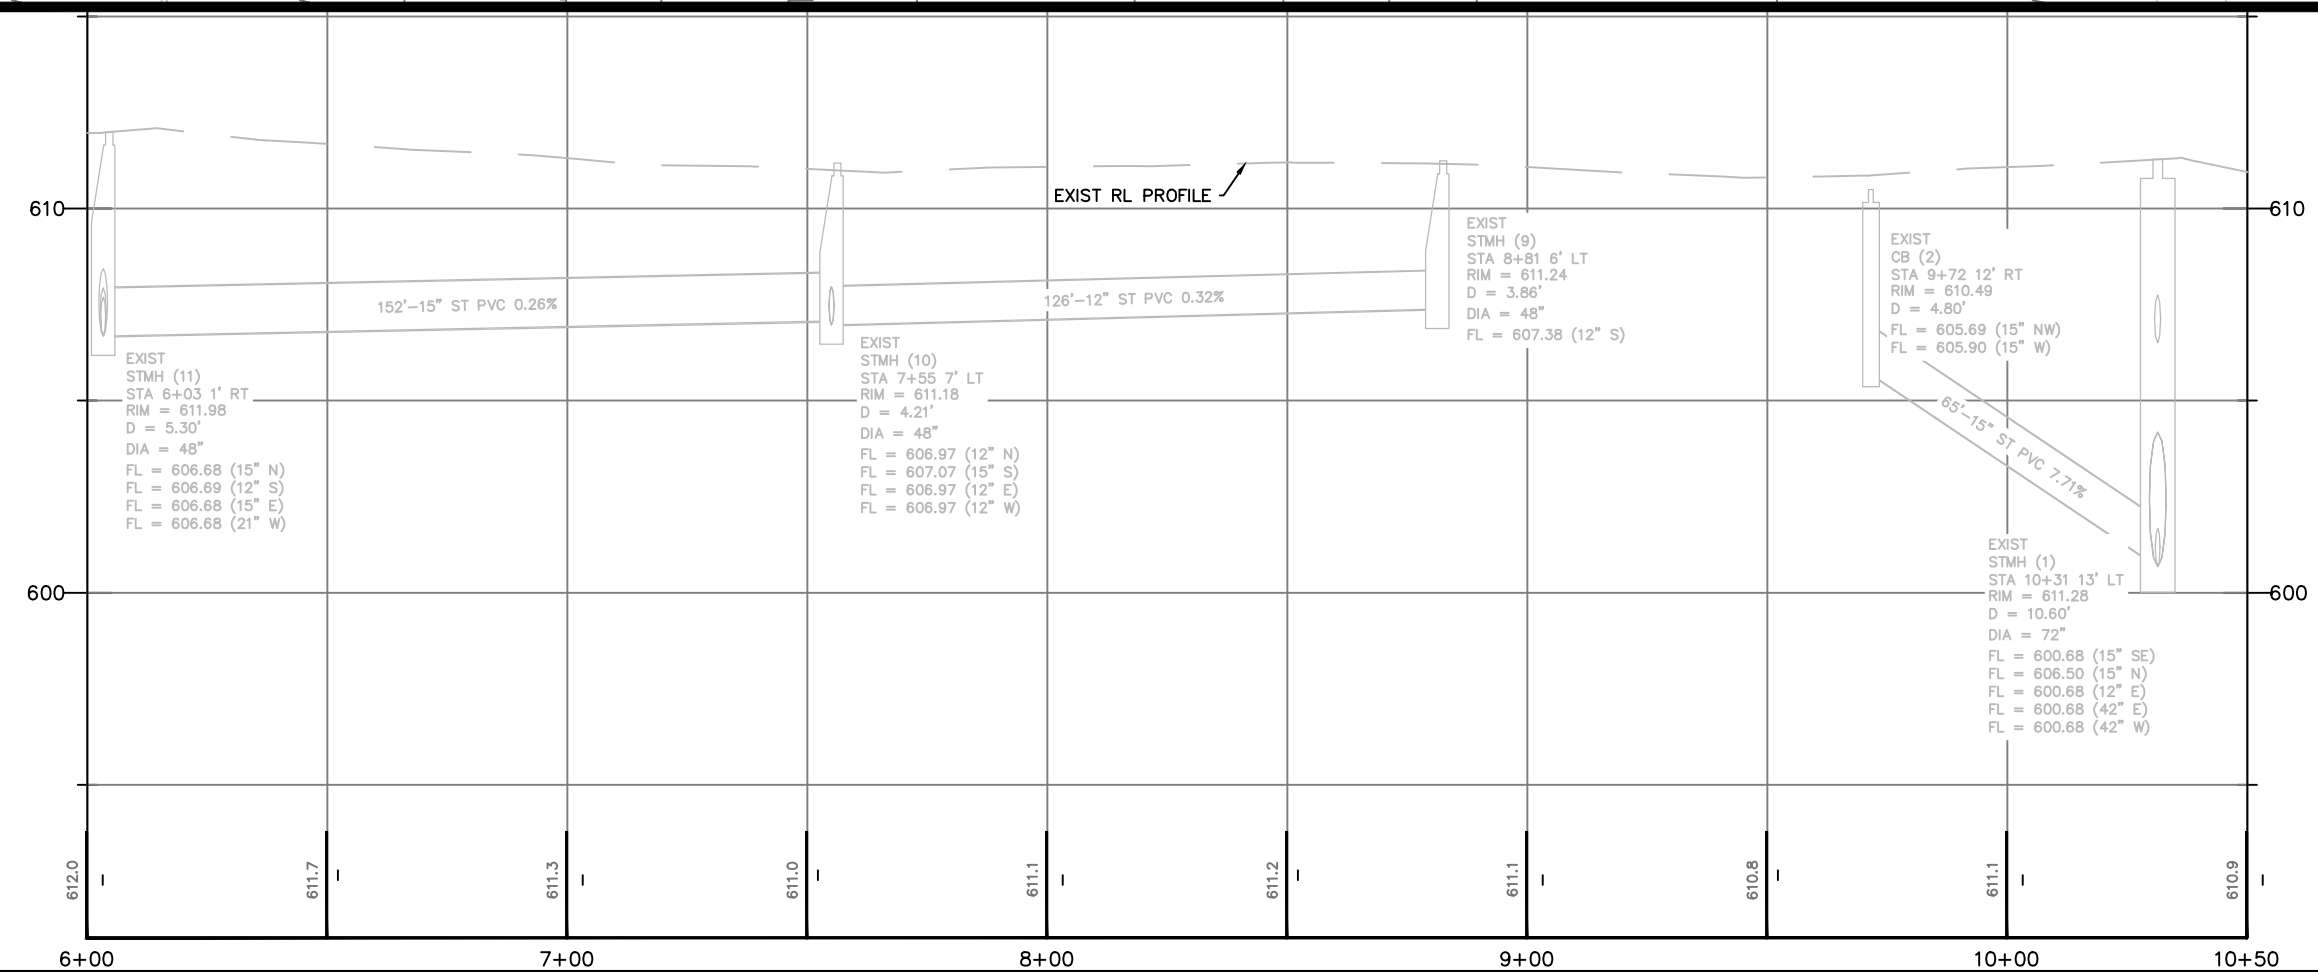 EXIST RL PROFILE
610
610
600
600
152'-15" ST PVC 0.26%
126'-12" ST PVC 0.32%
65'-15" ST PVC 7.71%
EXIST
STMH (11)
STA 6+03 1' RT
RIM = 611.98
D = 5.30'
DIA = 48"
FL = 606.68 (15" N)
FL = 606.69 (12" S)
FL = 606.68 (15" E)
FL = 606.68 (21" W)
EXIST
STMH (10)
STA 7+55 7' LT
RIM = 611.18
D = 4.21'
DIA = 48"
FL = 606.97 (12" N)
FL = 607.07 (15" S)
FL = 606.97 (12" E)
FL = 606.97 (12" W)
EXIST
STMH (9)
STA 8+81 6' LT
RIM = 611.24
D = 3.86'
DIA = 48"
FL = 607.38 (12" S)
EXIST
CB (2)
STA 9+72 12' RT
RIM = 610.49
D = 4.80'
FL = 605.69 (15" NW)
FL = 605.90 (15" W)
EXIST
STMH (1)
STA 10+31 13' LT
RIM = 611.28
D = 10.60'
DIA = 72"
FL = 600.68 (15" SE)
FL = 606.50 (15" N)
FL = 600.68 (12" E)
FL = 600.68 (42" E)
FL = 600.68 (42" W)
612.0
611.7
611.3
611.0
611.1
611.2
611.1
610.8
611.1
610.9
6+00
7+00
8+00
9+00
10+00
10+50